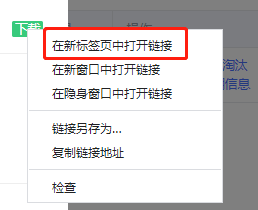 下载
操作
在新标签页中打开链接
淘汰
在新窗口中打开链接
信息
在隐身窗口中打开链接
链接另存为...
复制链接地址
检查